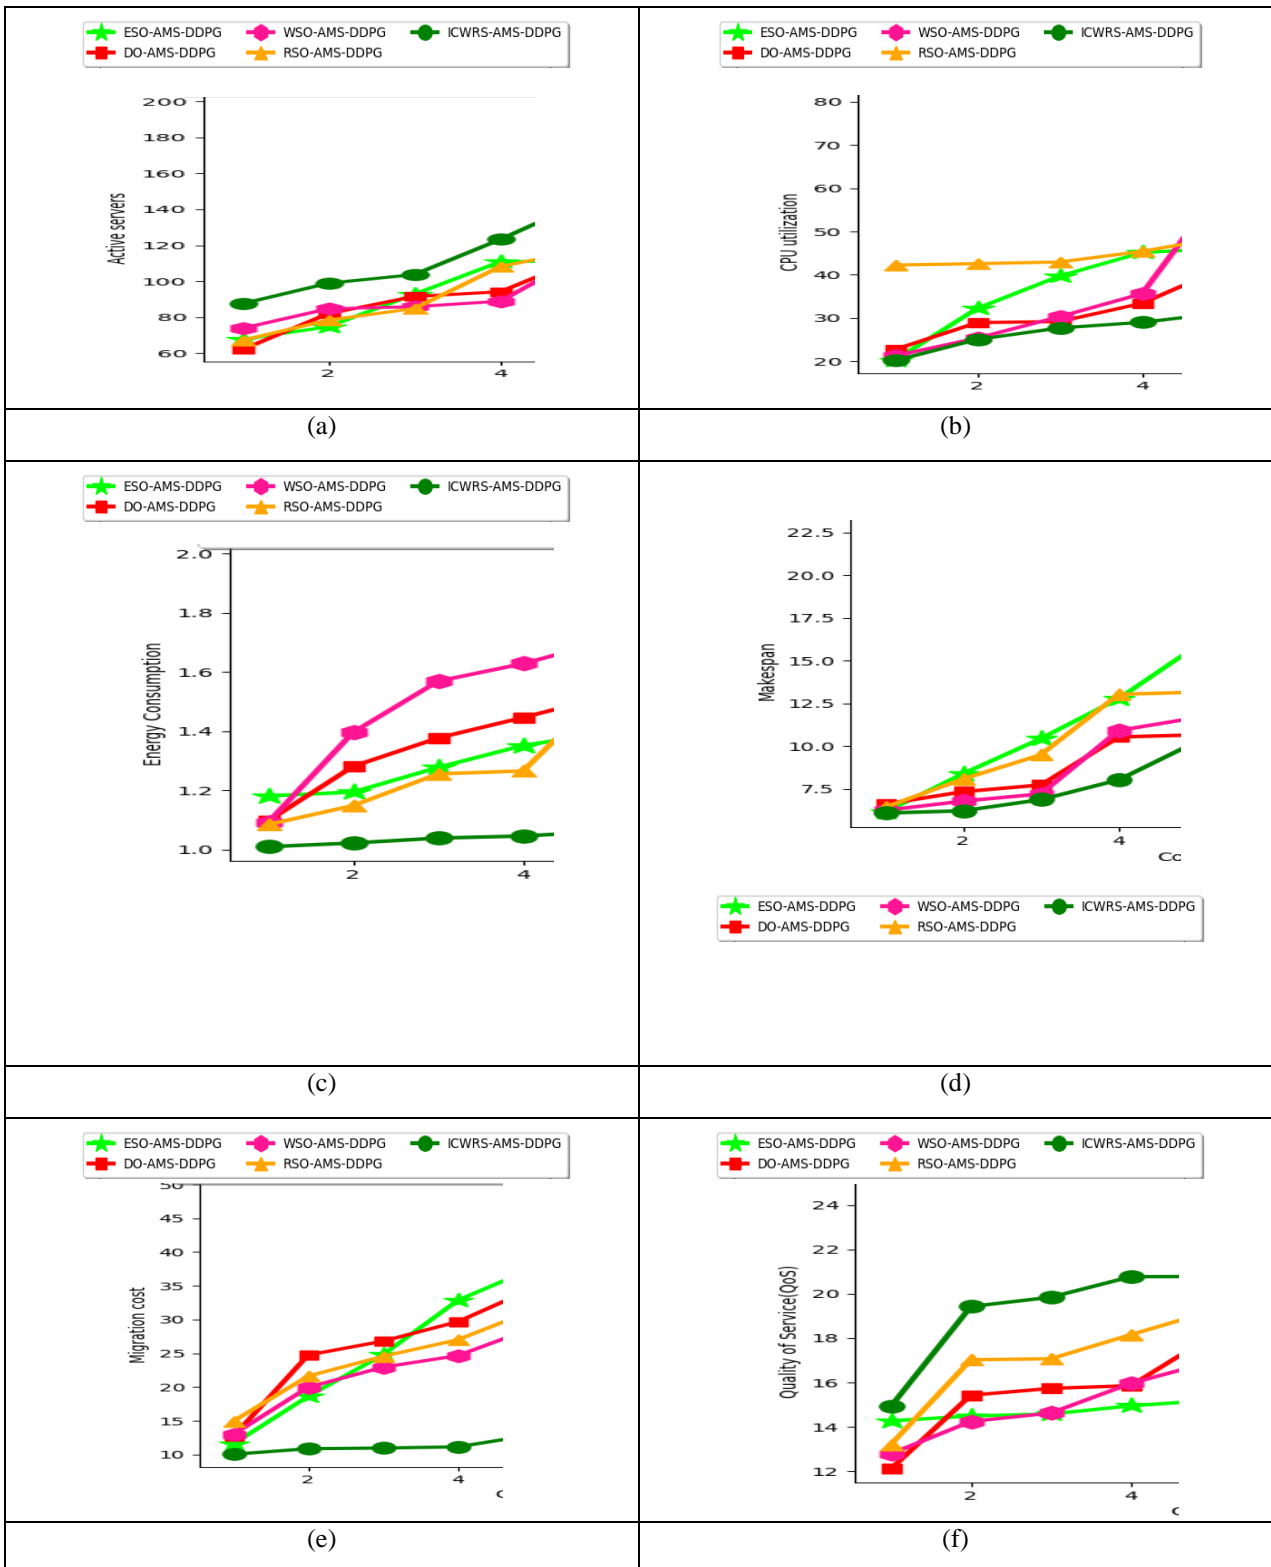 ESO-AMS-DDPG WSO-AMS-DDPG ICWRS-AMS-DDPG
DO-AMS-DDPG RSO-AMS-DDPG
200
180
160
140
120
100
80
60
Active servers
2 4
(a)
ESO-AMS-DDPG WSO-AMS-DDPG ICWRS-AMS-DDPG
DO-AMS-DDPG RSO-AMS-DDPG
80
70
60
50
40
30
20
CPU utilization
2 4
(b)
ESO-AMS-DDPG WSO-AMS-DDPG ICWRS-AMS-DDPG
DO-AMS-DDPG RSO-AMS-DDPG
2.0
1.8
1.6
1.4
1.2
1.0
Energy Consumption
2 4
(c)
22.5
20.0
17.5
15.0
12.5
10.0
7.5
Makespan
2 4
Co
ESO-AMS-DDPG WSO-AMS-DDPG ICWRS-AMS-DDPG
DO-AMS-DDPG RSO-AMS-DDPG
(d)
ESO-AMS-DDPG WSO-AMS-DDPG ICWRS-AMS-DDPG
DO-AMS-DDPG RSO-AMS-DDPG
50
45
40
35
30
25
20
15
10
Migration cost
2 4
(e)
ESO-AMS-DDPG WSO-AMS-DDPG ICWRS-AMS-DDPG
DO-AMS-DDPG RSO-AMS-DDPG
24
22
20
18
16
14
12
Quality of Service(QoS)
2 4
(f)